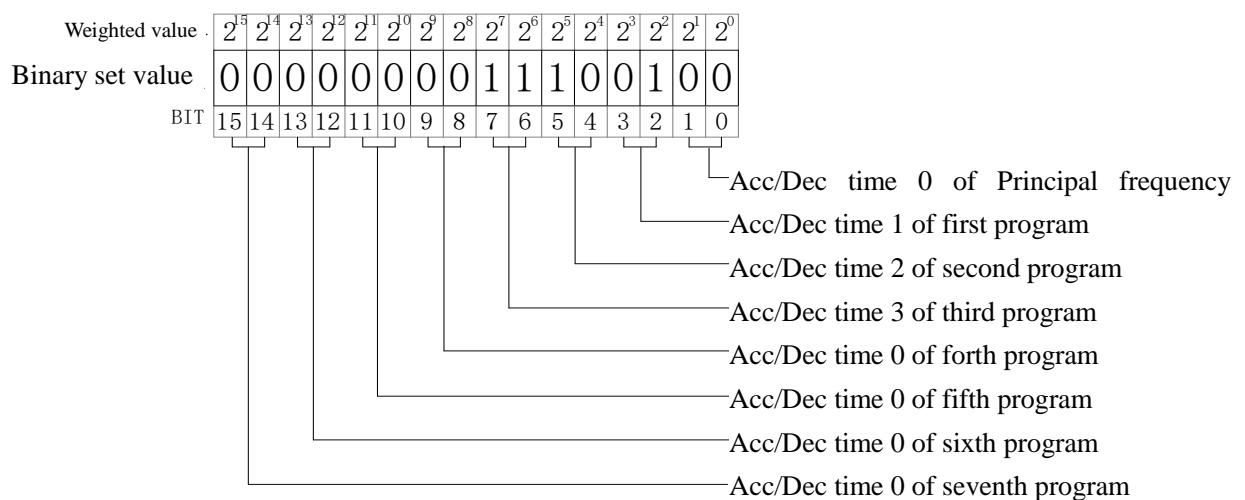 Weighted value 2^15 2^14 2^13 2^12 2^11 2^10 2^9 2^8 2^7 2^6 2^5 2^4 2^3 2^2 2^1 2^0
Binary set value 0 0 0 0 0 0 0 0 1 1 1 0 0 1 0 0
BIT 15 14 13 12 11 10 9 8 7 6 5 4 3 2 1 0
Acc/Dec time 0 of Principal frequency
Acc/Dec time 1 of first program
Acc/Dec time 2 of second program
Acc/Dec time 3 of third program
Acc/Dec time 0 of forth program
Acc/Dec time 0 of fifth program
Acc/Dec time 0 of sixth program
Acc/Dec time 0 of seventh program